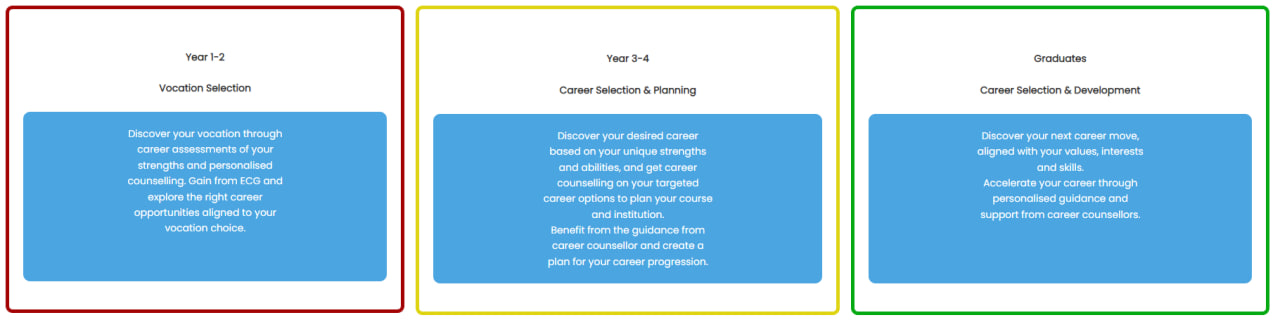 Year 1-2
Vocation Selection
Discover your vocation through
career assessments of your
strengths and personalised
counselling. Gain from ECG and
explore the right career
opportunities aligned to your
vocation choice.
Year 3-4
Career Selection & Planning
Discover your desired career
based on your unique strengths
and abilities, and get career
counselling on your targeted
career options to plan your course
and institution.
Benefit from the guidance from
career counsellor and create a
plan for your career progression.
Graduates
Career Selection & Development
Discover your next career move,
aligned with your values, interests
and skills.
Accelerate your career through
personalised guidance and
support from career counsellors.